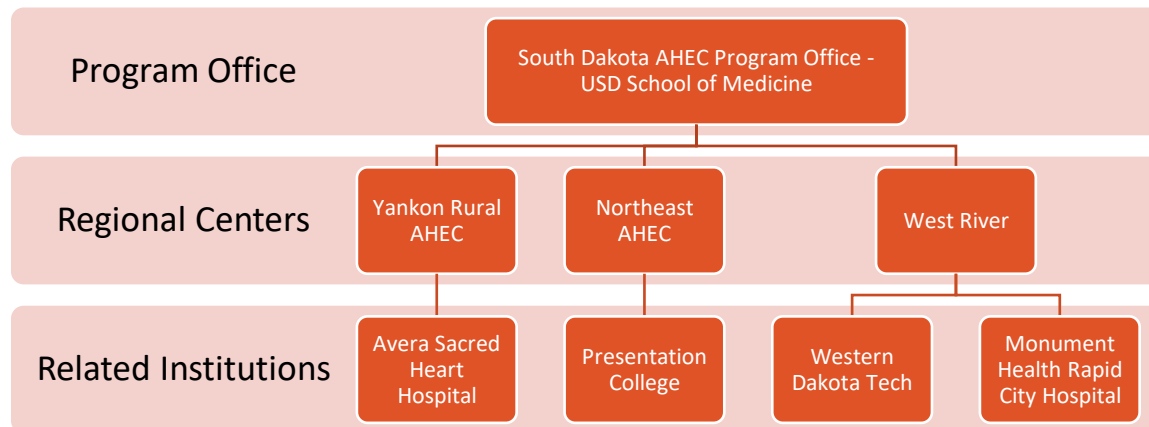 Program Office
South Dakota AHEC Program Office -
USD School of Medicine
Regional Centers
Yankon Rural
AHEC
Northeast
AHEC
West River
Related Institutions
Avera Sacred
Heart
Hospital
Presentation
College
Western
Dakota Tech
Monument
Health Rapid
City Hospital